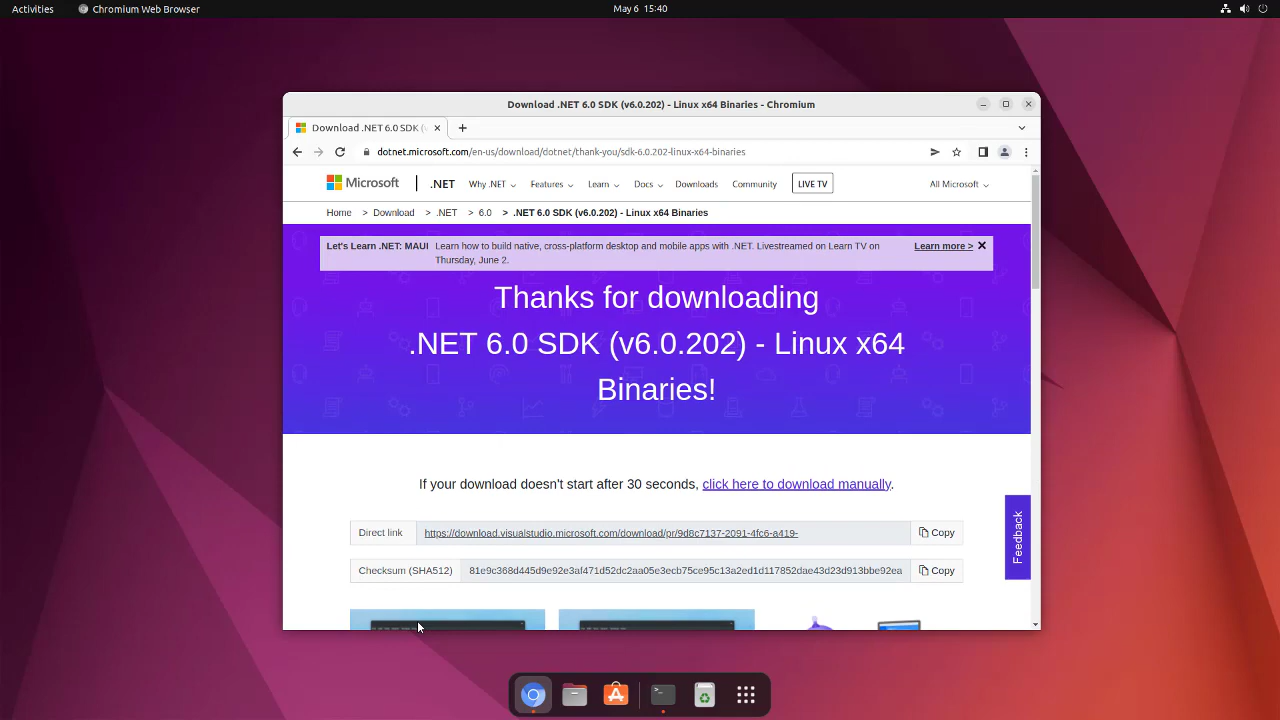 Activities Chromium Web Browser May 6 15:40
Download .NET 6.0 SDK (v6.0.202) - Linux x64 Binaries - Chromium
Download .NET 6.0 SDK (v
dotnet.microsoft.com/en-us/download/dotnet/thank-you/sdk-6.0.202-linux-x64-binaries
Microsoft .NET Why .NET Features Learn Docs Downloads Community LIVE TV All Microsoft
Home > Download > .NET > 6.0 > .NET 6.0 SDK (v6.0.202) - Linux x64 Binaries
Let's Learn .NET: MAUI Learn how to build native, cross-platform desktop and mobile apps with .NET. Livestreamed on Learn TV on Learn more >
Thursday, June 2.
Thanks for downloading
.NET 6.0 SDK (v6.0.202) - Linux x64
Binaries!
If your download doesn't start after 30 seconds, click here to download manually.
Feedback
Direct link https://download.visualstudio.microsoft.com/download/pr/9d8c7137-2091-4fc6-a419- Copy
Checksum (SHA512) 81e9c368d445d9e92e3af471d52dc2aa05e3ecb75ce95c13a2ed1d117852dae43d23d913bbe92ea Copy